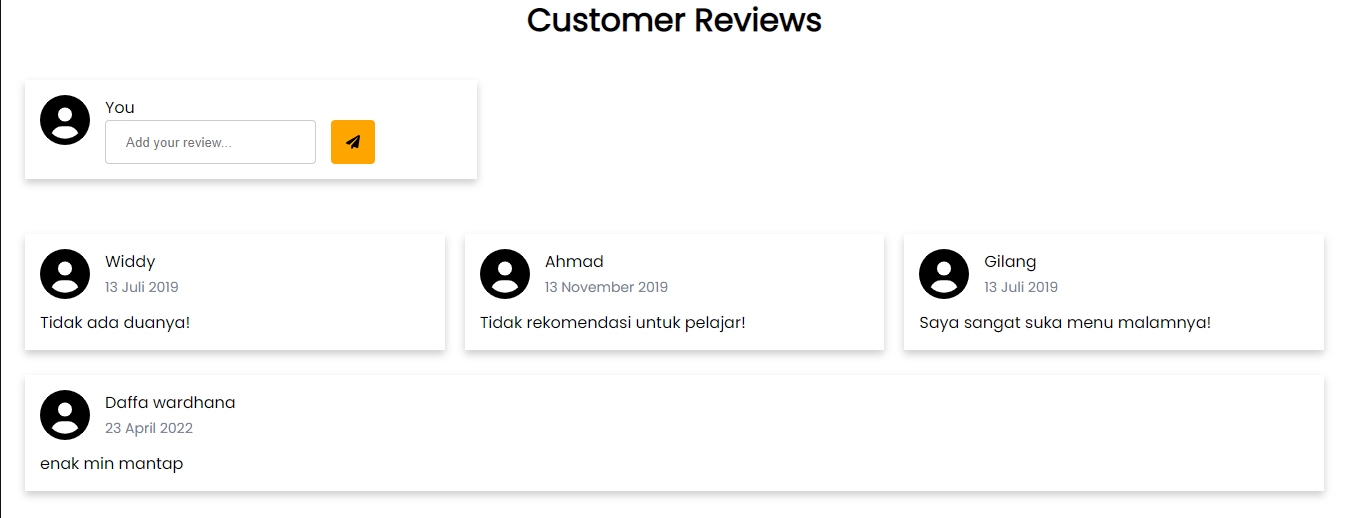 Customer Reviews
You
Add your review...
Widdy
13 Juli 2019
Tidak ada duanya!
Ahmad
13 November 2019
Tidak rekomendasi untuk pelajar!
Gilang
13 Juli 2019
Saya sangat suka menu malamnya!
Daffa wardhana
23 April 2022
enak min mantap